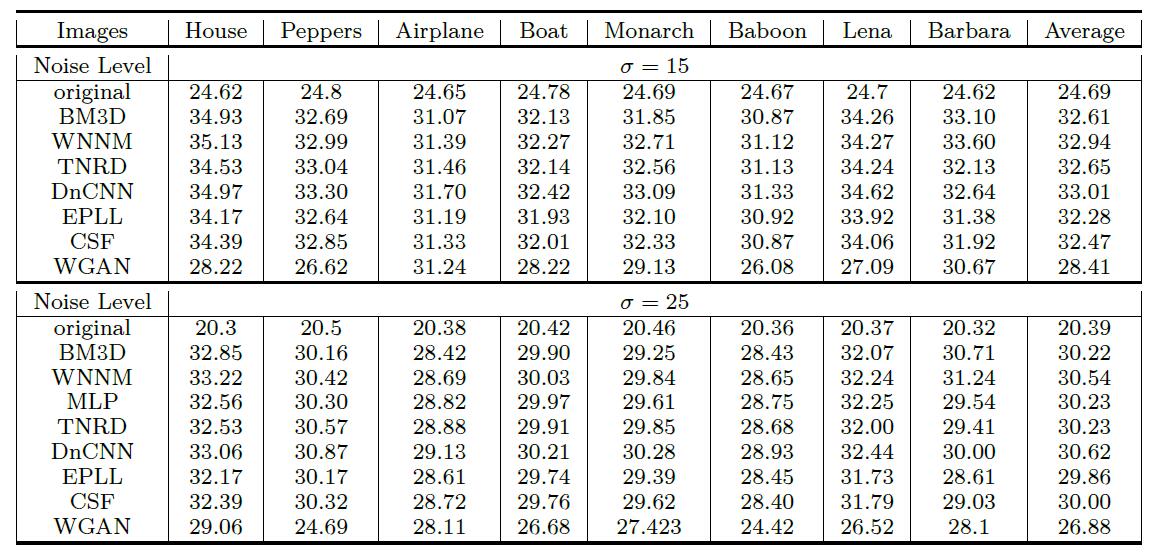 Images House Peppers Airplane Boat Monarch Baboon Lena Barbara Average
Noise Level σ = 15
original 24.62 24.8 24.65 24.78 24.69 24.67 24.7 24.62 24.69
BM3D 34.93 32.69 31.07 32.13 31.85 30.87 34.26 33.10 32.61
WNNM 35.13 32.99 31.39 32.27 32.71 31.12 34.27 33.60 32.94
TNRD 34.53 33.04 31.46 32.14 32.56 31.13 34.24 32.13 32.65
DnCNN 34.97 33.30 31.70 32.42 33.09 31.33 34.62 32.64 33.01
EPLL 34.17 32.64 31.19 31.93 32.10 30.92 33.92 31.38 32.28
CSF 34.39 32.85 31.33 32.01 32.33 30.87 34.06 31.92 32.47
WGAN 28.22 26.62 31.24 28.22 29.13 26.08 27.09 30.67 28.41
Noise Level σ = 25
original 20.3 20.5 20.38 20.42 20.46 20.36 20.37 20.32 20.39
BM3D 32.85 30.16 28.42 29.90 29.25 28.43 32.07 30.71 30.22
WNNM 33.22 30.42 28.69 30.03 29.84 28.65 32.24 31.24 30.54
MLP 32.56 30.30 28.82 29.97 29.61 28.75 32.25 29.54 30.23
TNRD 32.53 30.57 28.88 29.91 29.85 28.68 32.00 29.41 30.23
DnCNN 33.06 30.87 29.13 30.21 30.28 28.93 32.44 30.00 30.62
EPLL 32.17 30.17 28.61 29.74 29.39 28.45 31.73 28.61 29.86
CSF 32.39 30.32 28.72 29.76 29.62 28.40 31.79 29.03 30.00
WGAN 29.06 24.69 28.11 26.68 27.423 24.42 26.52 28.1 26.88